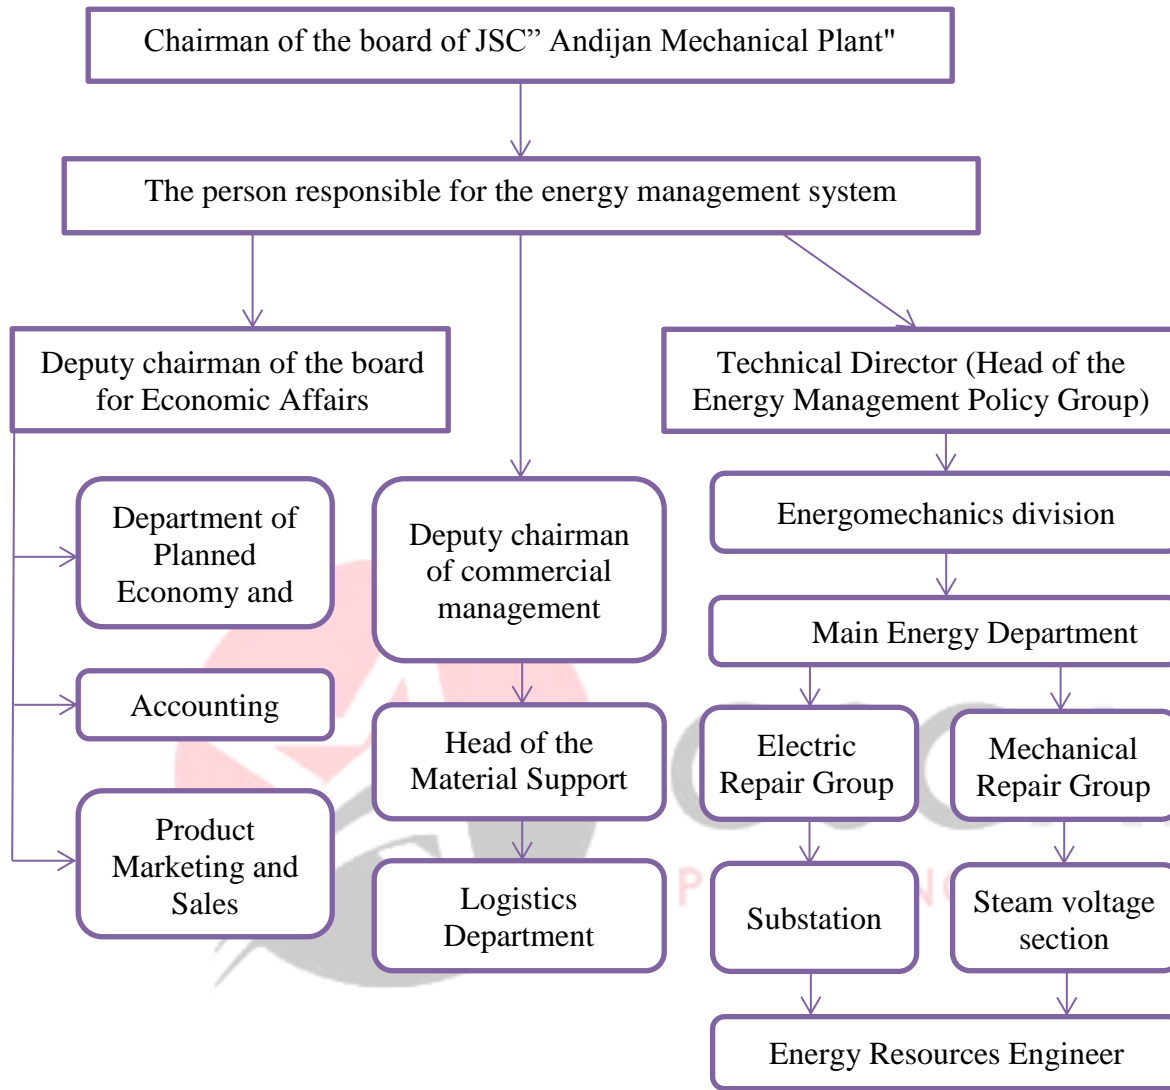 Chairman of the board of JSC” Andijan Mechanical Plant"
The person responsible for the energy management system
Deputy chairman of the board
for Economic Affairs
Department of
Planned
Economy and
Accounting
Product
Marketing and
Sales
Deputy chairman
of commercial
management
Head of the
Material Support
Logistics
Department
Technical Director (Head of the
Energy Management Policy Group)
Energomechanics division
Main Energy Department
Electric
Repair Group
Mechanical
Repair Group
Substation
Steam voltage
section
Energy Resources Engineer